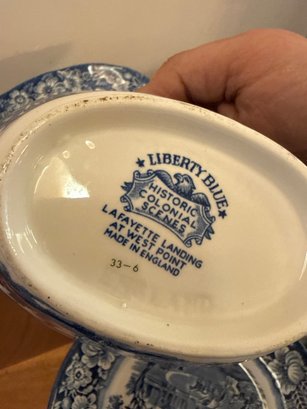 ★ LIBERTY BLUE ★
HISTORIC
COLONIAL
SCENES
LAFAYETTE LANDING
AT WEST POINT
MADE IN ENGLAND
33-6